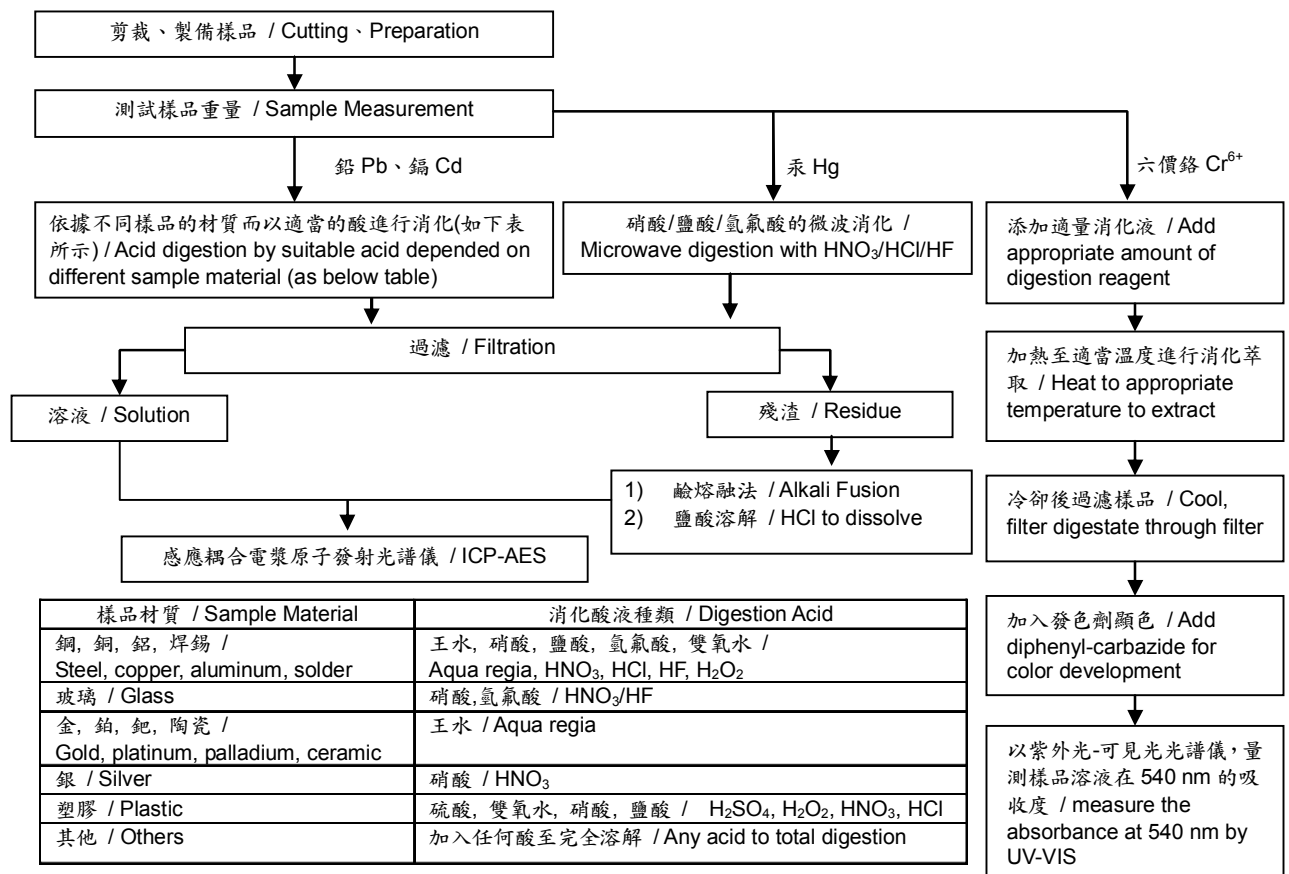 剪裁、製備樣品 / Cutting、Preparation
測試樣品重量 / Sample Measurement
鉛 Pb、鎘 Cd
汞 Hg
六價鉻 Cr⁶⁺
依據不同樣品的材質而以適當的酸進行消化(如下表
所示) / Acid digestion by suitable acid depended on
different sample material (as below table)
硝酸/鹽酸/氫氟酸的微波消化 /
Microwave digestion with HNO₃/HCl/HF
添加適量消化液 / Add
appropriate amount of
digestion reagent
過濾 / Filtration
加熱至適當溫度進行消化萃
取 / Heat to appropriate
temperature to extract
溶液 / Solution
殘渣 / Residue
1) 鹼熔融法 / Alkali Fusion
2) 鹽酸溶解 / HCl to dissolve
冷卻後過濾樣品 / Cool,
filter digestate through filter
感應耦合電漿原子發射光譜儀 / ICP-AES
加入發色劑顯色 / Add
diphenyl-carbazide for
color development
以紫外光-可見光光譜儀，量
測樣品溶液在 540 nm 的吸
收度 / measure the
absorbance at 540 nm by
UV-VIS
樣品材質 / Sample Material
消化酸液種類 / Digestion Acid
鋼, 銅, 鋁, 焊錫 /
Steel, copper, aluminum, solder
王水, 硝酸, 鹽酸, 氫氟酸, 雙氧水 /
Aqua regia, HNO₃, HCl, HF, H₂O₂
玻璃 / Glass
硝酸,氫氟酸 / HNO₃/HF
金, 鉑, 鈀, 陶瓷 /
Gold, platinum, palladium, ceramic
王水 / Aqua regia
銀 / Silver
硝酸 / HNO₃
塑膠 / Plastic
硫酸, 雙氧水, 硝酸, 鹽酸 / H₂SO₄, H₂O₂, HNO₃, HCl
其他 / Others
加入任何酸至完全溶解 / Any acid to total digestion